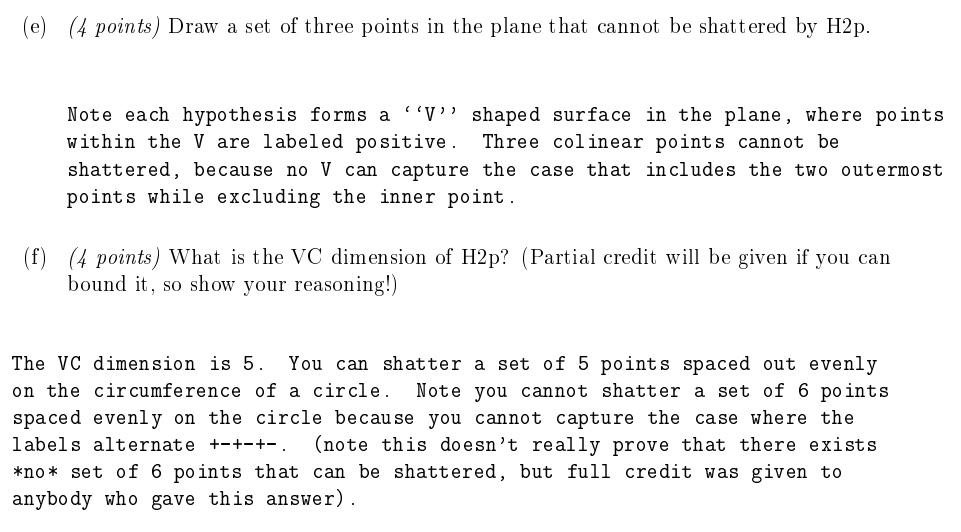 (e) (4 points) Draw a set of three points in the plane that cannot be shattered by H2p.
Note each hypothesis forms a ‘‘V’’ shaped surface in the plane, where points
within the V are labeled positive. Three colinear points cannot be
shattered, because no V can capture the case that includes the two outermost
points while excluding the inner point.
(f) (4 points) What is the VC dimension of H2p? (Partial credit will be given if you can
bound it, so show your reasoning!)
The VC dimension is 5. You can shatter a set of 5 points spaced out evenly
on the circumference of a circle. Note you cannot shatter a set of 6 points
spaced evenly on the circle because you cannot capture the case where the
labels alternate +-+-+-. (note this doesn't really prove that there exists
*no* set of 6 points that can be shattered, but full credit was given to
anybody who gave this answer).